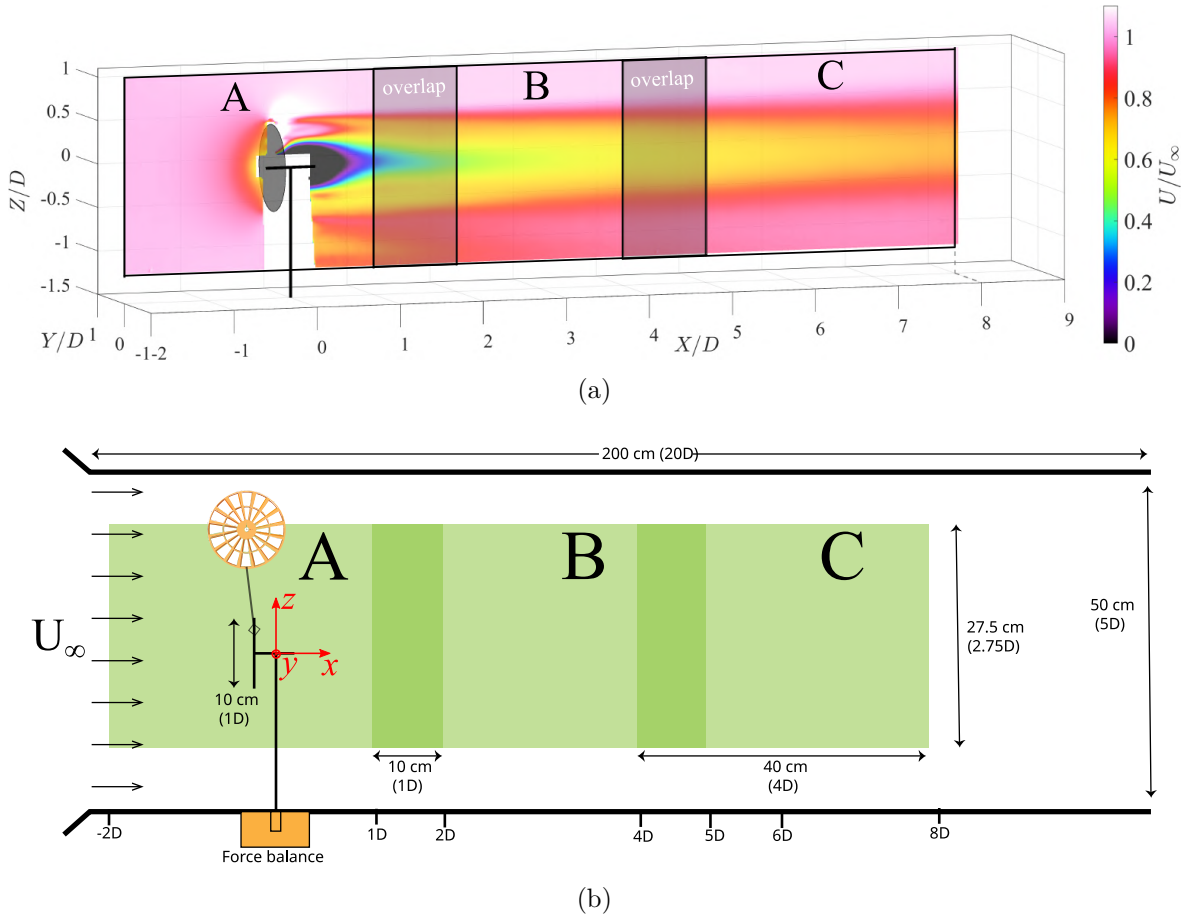 1
0.5
0
-0.5
-1
-1.5
Z/D
A
overlap
B
overlap
C
1
0.8
0.6
0.4
0.2
0
U/U∞
Y/D 1 0 -1 -2 -1 0 1 2 3 4 5 6 7 8 9
X/D
(a)
200 cm (20D)
A
B
C
U∞
z
y
x
10 cm
(1D)
27.5 cm
(2.75D)
50 cm
(5D)
10 cm
(1D)
40 cm
(4D)
-2D 1D 2D 4D 5D 6D 8D
Force balance
(b)